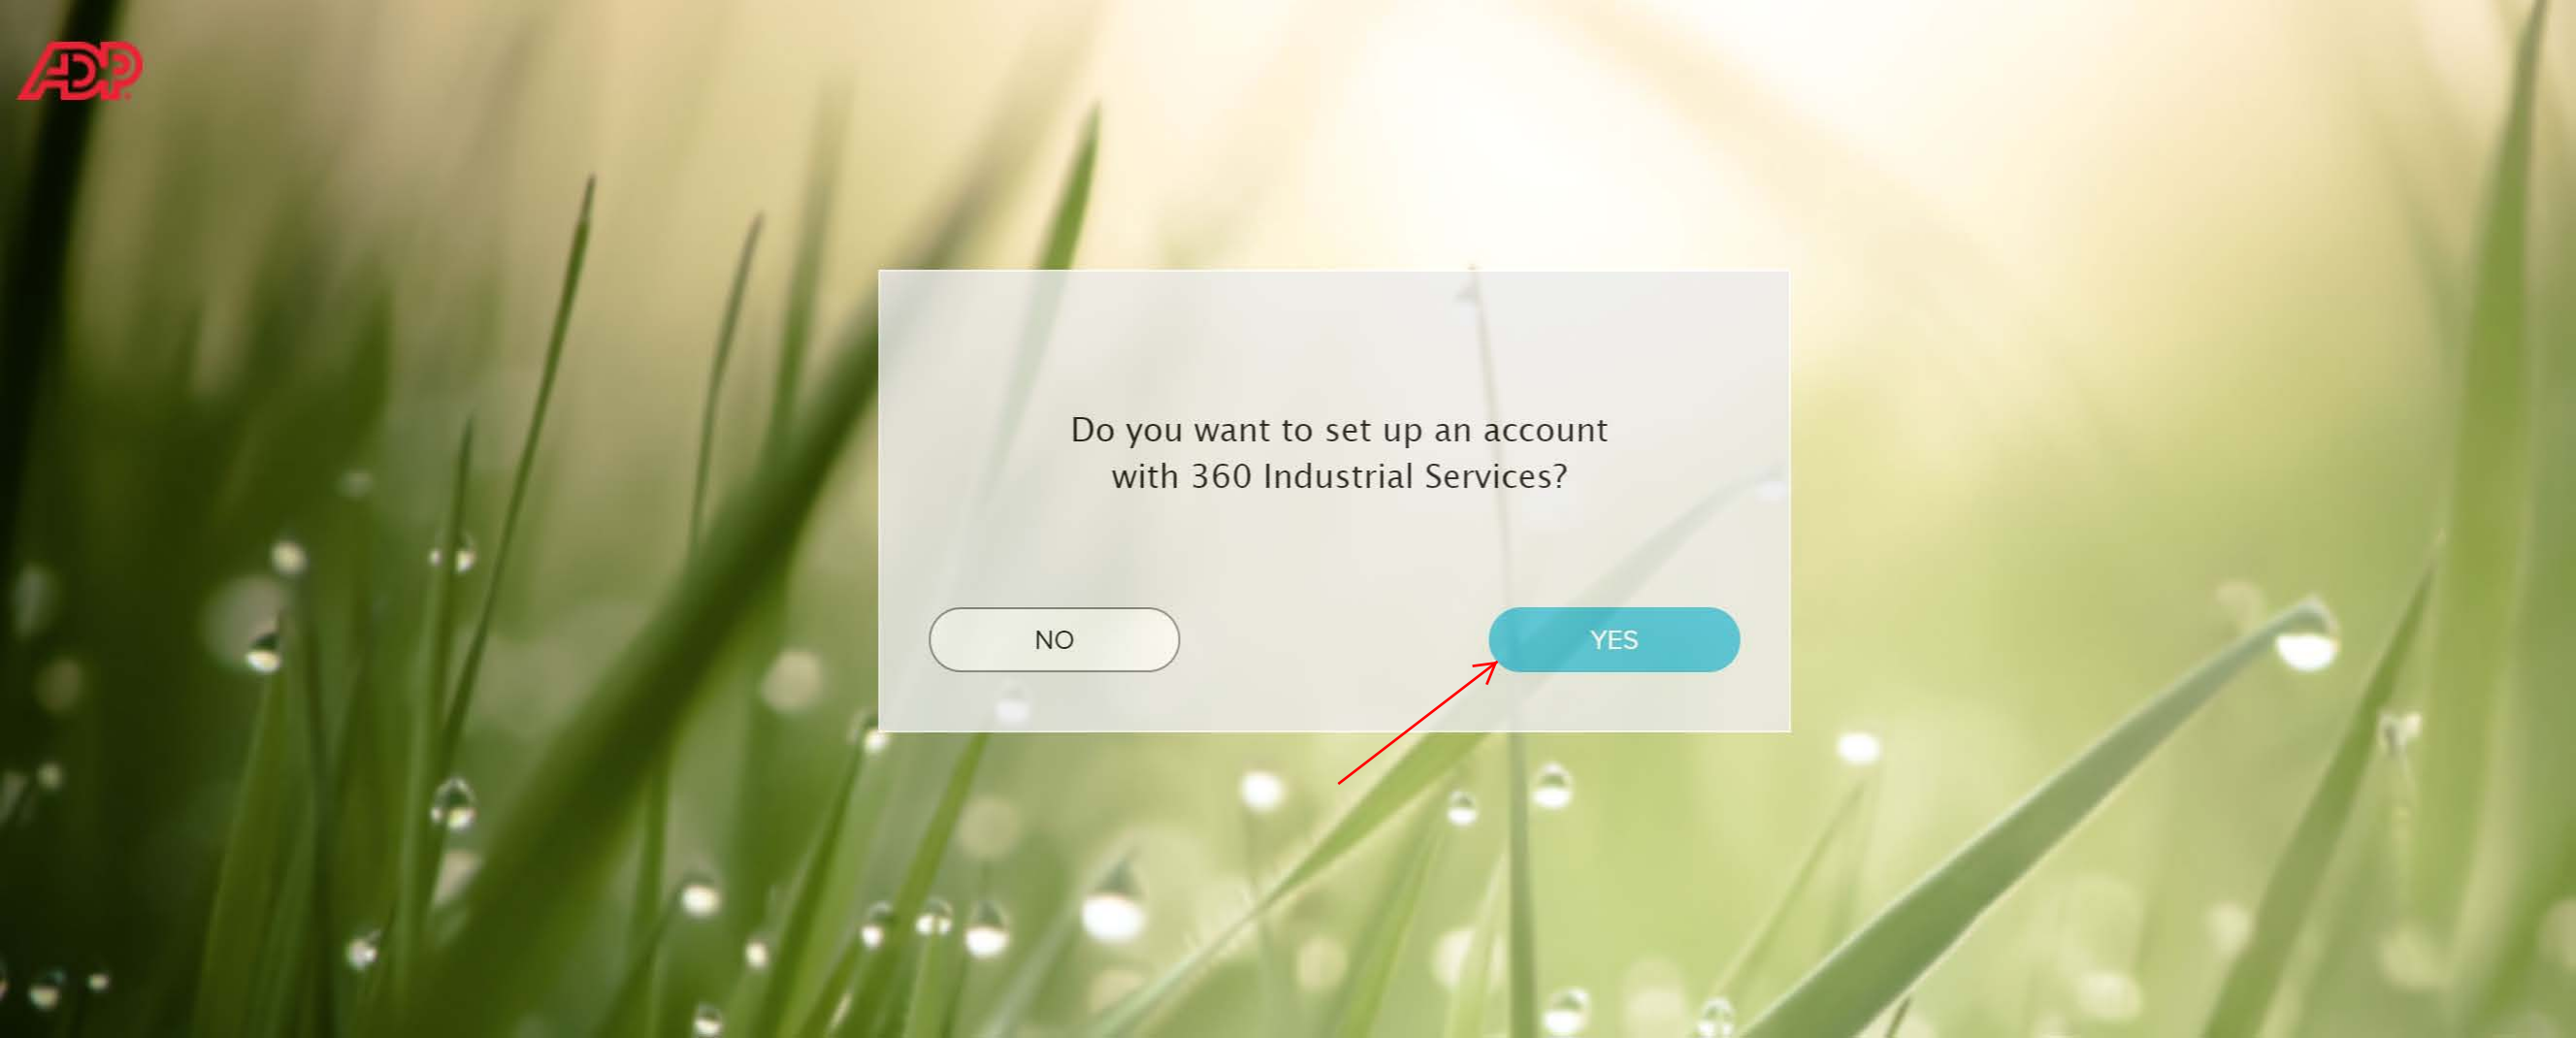 ADP
Do you want to set up an account
with 360 Industrial Services?
NO
YES